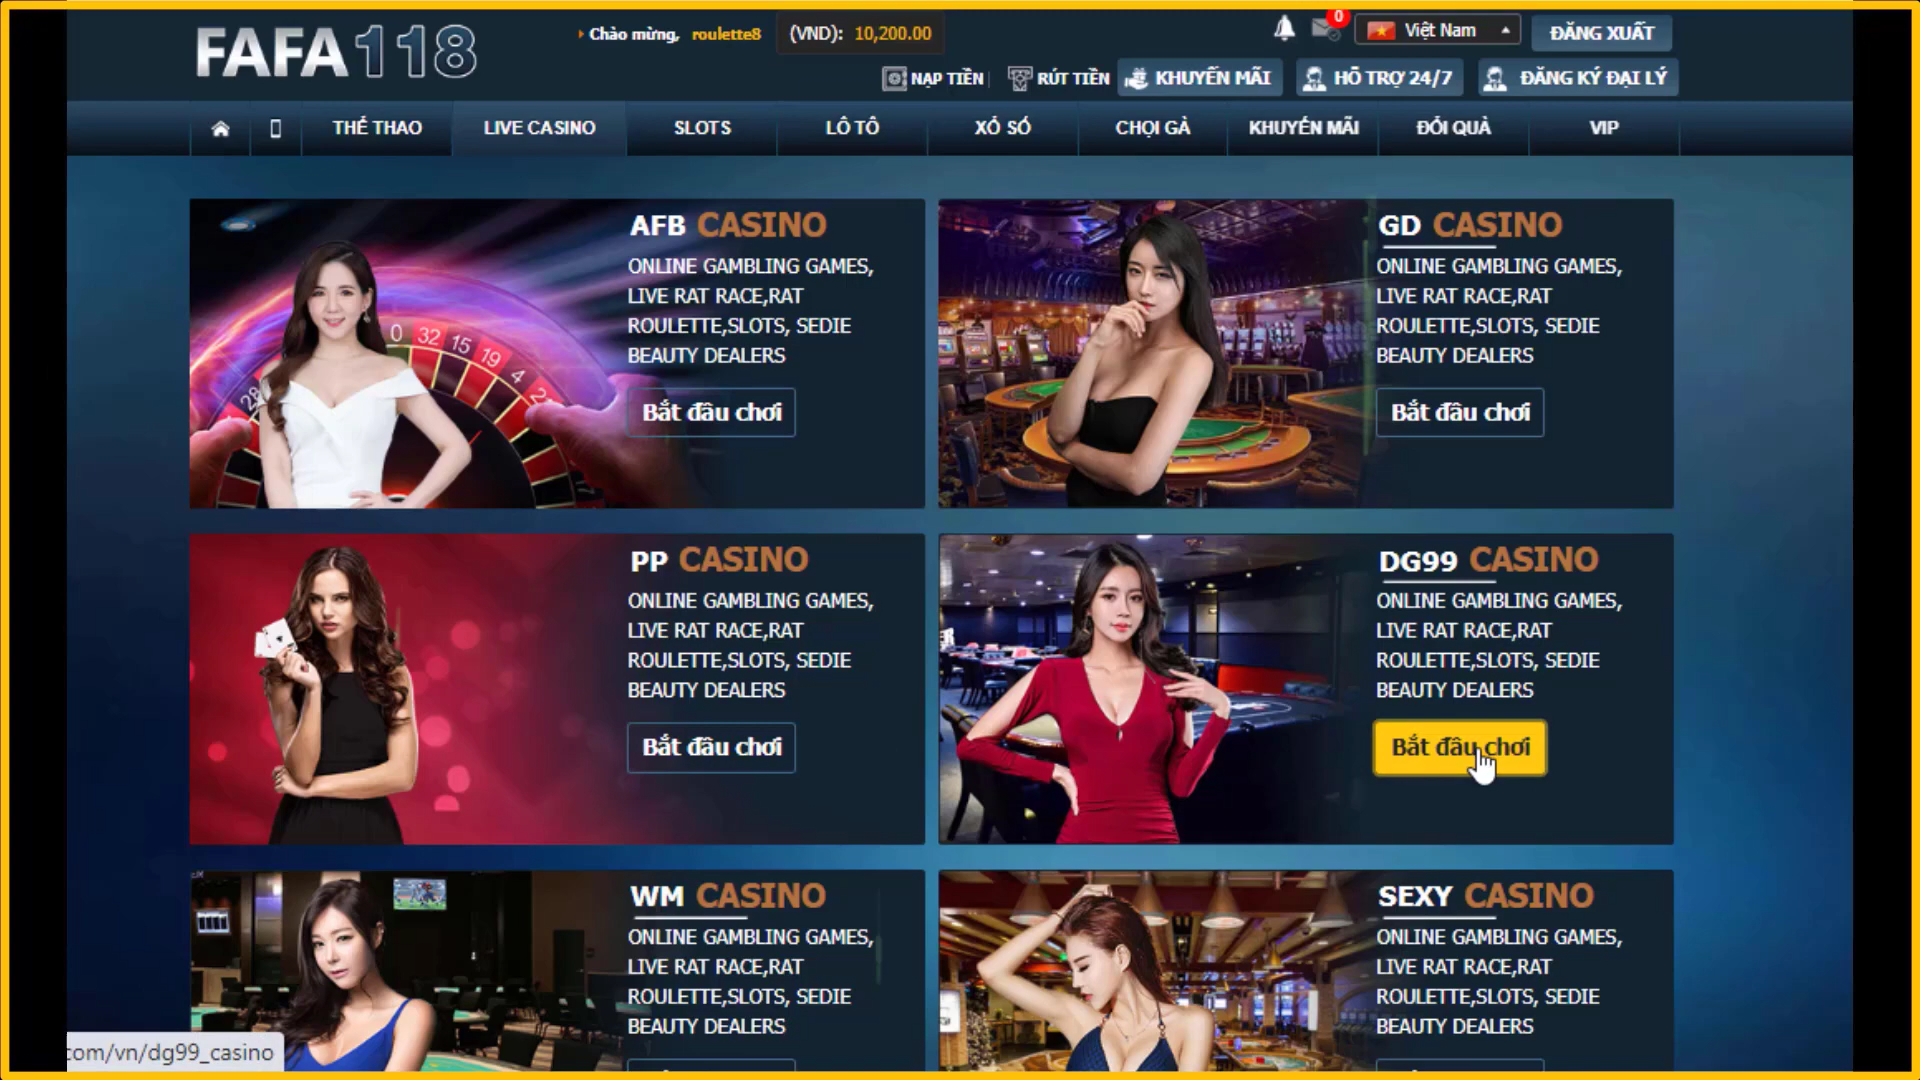 FAFA118
Chào mừng, roulette8
(VND): 10,200.00
0
Việt Nam
ĐĂNG XUẤT
NẠP TIỀN
RÚT TIỀN
KHUYẾN MÃI
HỖ TRỢ 24/7
ĐĂNG KÝ ĐẠI LÝ
THỂ THAO
LIVE CASINO
SLOTS
LÔ TÔ
XỔ SỐ
CHỌI GÀ
KHUYẾN MÃI
ĐỔI QUÀ
VIP
AFB CASINO
ONLINE GAMBLING GAMES,
LIVE RAT RACE,RAT
ROULETTE,SLOTS, SEDIE
BEAUTY DEALERS
Bắt đầu chơi
0 32 15 19 4
28
GD CASINO
ONLINE GAMBLING GAMES,
LIVE RAT RACE,RAT
ROULETTE,SLOTS, SEDIE
BEAUTY DEALERS
Bắt đầu chơi
PP CASINO
ONLINE GAMBLING GAMES,
LIVE RAT RACE,RAT
ROULETTE,SLOTS, SEDIE
BEAUTY DEALERS
Bắt đầu chơi
DG99 CASINO
ONLINE GAMBLING GAMES,
LIVE RAT RACE,RAT
ROULETTE,SLOTS, SEDIE
BEAUTY DEALERS
Bắt đầu chơi
WM CASINO
ONLINE GAMBLING GAMES,
LIVE RAT RACE,RAT
ROULETTE,SLOTS, SEDIE
BEAUTY DEALERS
SEXY CASINO
ONLINE GAMBLING GAMES,
LIVE RAT RACE,RAT
ROULETTE,SLOTS, SEDIE
BEAUTY DEALERS
com/vn/dg99_casino